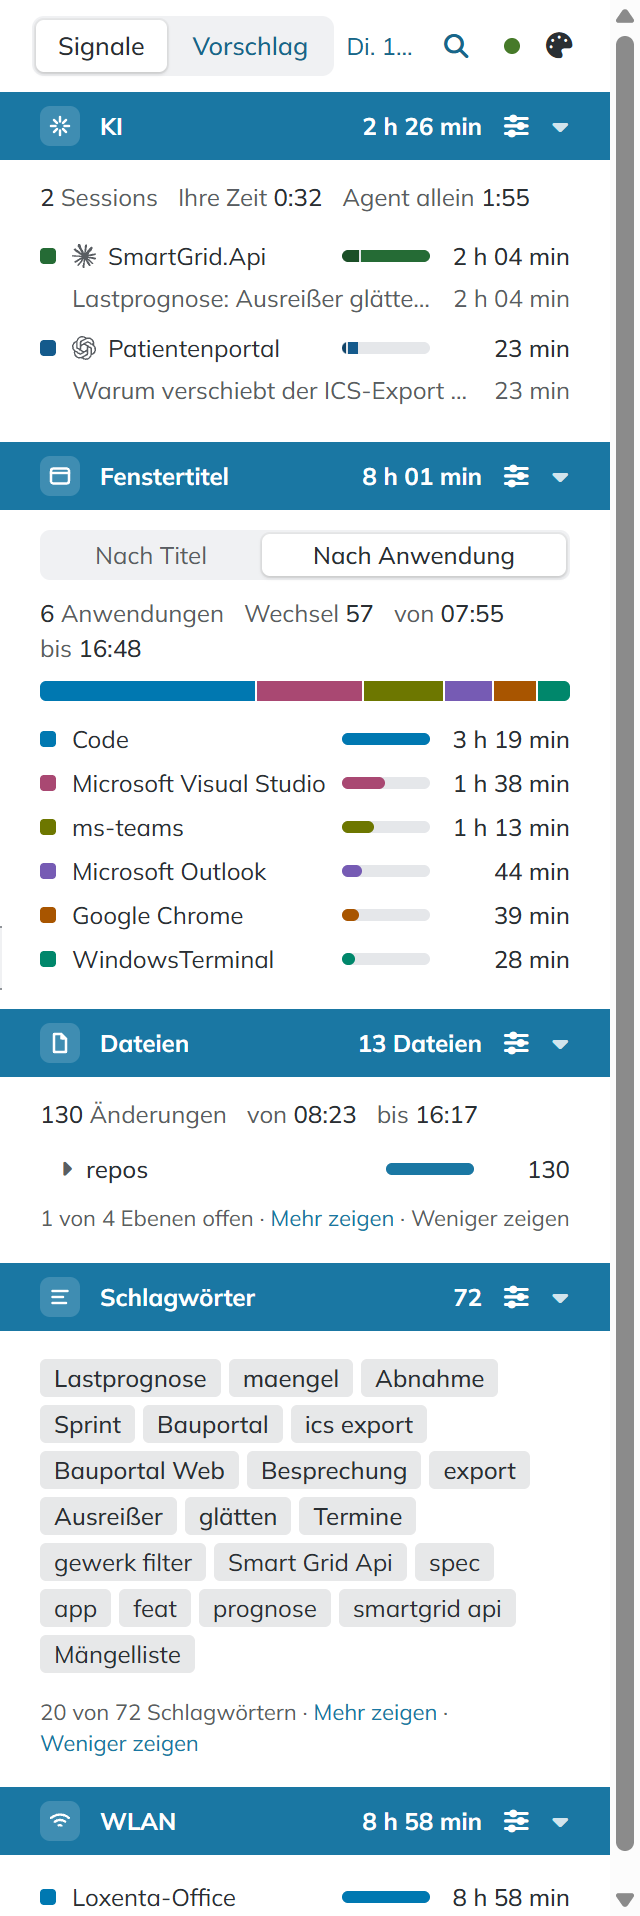 Signale Vorschlag Di. 1...
KI 2 h 26 min
2 Sessions Ihre Zeit 0:32 Agent allein 1:55
SmartGrid.Api 2 h 04 min
Lastprognose: Ausreißer glätte... 2 h 04 min
Patientenportal 23 min
Warum verschiebt der ICS-Export ... 23 min
Fenstertitel 8 h 01 min
Nach Titel Nach Anwendung
6 Anwendungen Wechsel 57 von 07:55
bis 16:48
Code 3 h 19 min
Microsoft Visual Studio 1 h 38 min
ms-teams 1 h 13 min
Microsoft Outlook 44 min
Google Chrome 39 min
WindowsTerminal 28 min
Dateien 13 Dateien
130 Änderungen von 08:23 bis 16:17
repos 130
1 von 4 Ebenen offen · Mehr zeigen · Weniger zeigen
Schlagwörter 72
Lastprognose maengel Abnahme
Sprint Bauportal ics export
Bauportal Web Besprechung export
Ausreißer glätten Termine
gewerk filter Smart Grid Api spec
app feat prognose smartgrid api
Mängelliste
20 von 72 Schlagwörtern · Mehr zeigen ·
Weniger zeigen
WLAN 8 h 58 min
Loxenta-Office 8 h 58 min